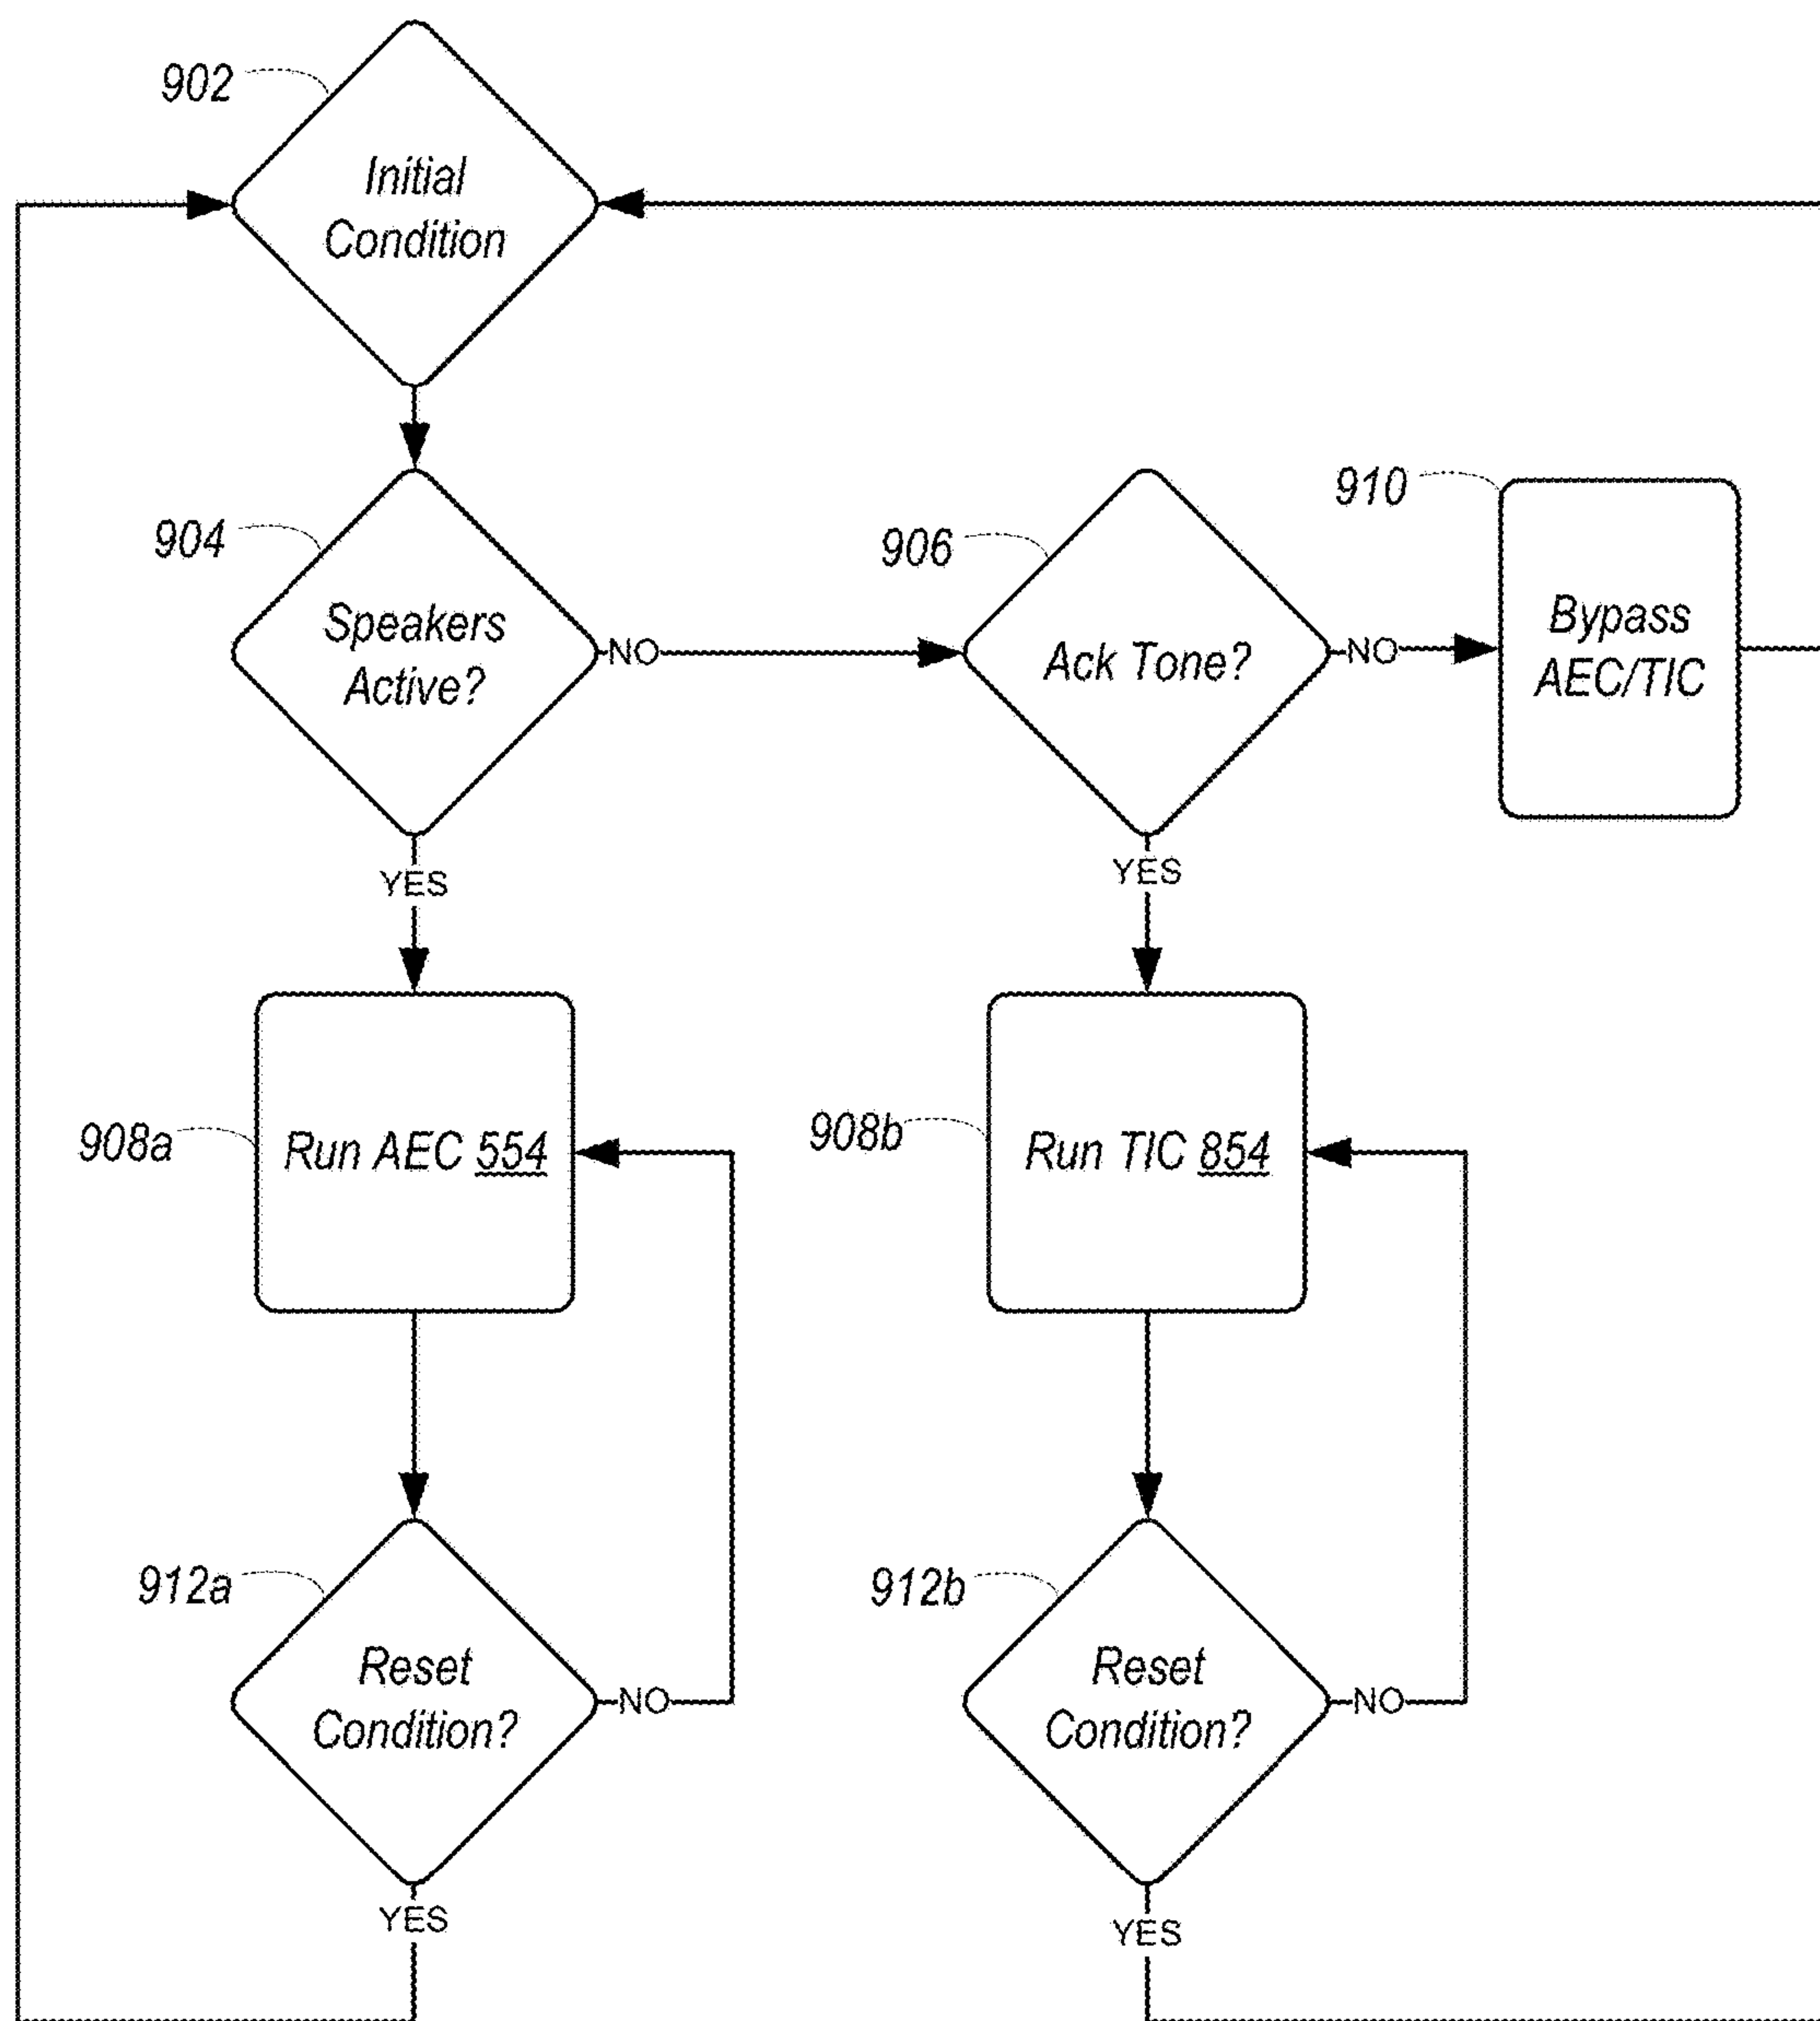 902
Initial
Condition
904
Speakers
Active?
NO
906
Ack Tone?
NO
910
Bypass
AEC/TIC
YES
YES
908a
Run AEC 554
908b
Run TIC 854
912a
Reset
Condition?
NO
912b
Reset
Condition?
NO
YES
YES